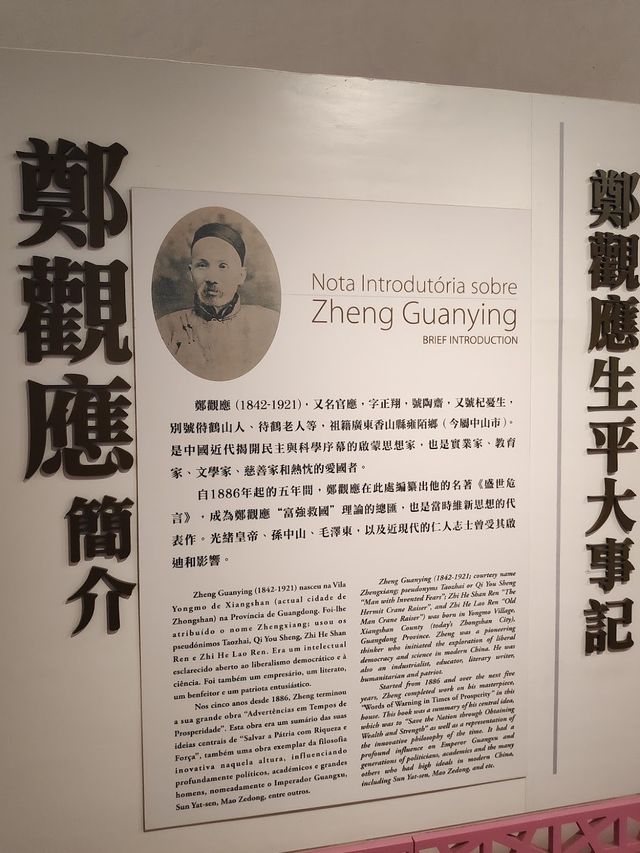 鄭觀應
簡介
Nota Introdutória sobre
Zheng Guanying
BRIEF INTRODUCTION
鄭觀應 (1842-1921)，又名官應，字正翔，號陶齋，又號杞憂生，
別號偫鶴山人、待鶴老人等，祖籍廣東香山縣雍陌鄉（今屬中山市）。
是中國近代揭開民主與科學序幕的啟蒙思想家，也是實業家、教育
家、文學家、慈善家和熱忱的愛國者。
自1886年起的五年間，鄭觀應在此處編纂出他的名著《盛世危
言》，成為鄭觀應“富強救國”理論的總匯，也是當時維新思想的代
表作。光緒皇帝、孫中山、毛澤東，以及近現代的仁人志士曾受其啟
迪和影響。
Zheng Guanying (1842-1921) nasceu na Vila
Yongmo de Xiangshan (actual cidade de
Zhongshan) na Província de Guangdong. Foi-lhe
atribuído o nome Zhengxiang; usou os
pseudónimos Taozhai, Qi You Sheng, Zhi He Shan
Ren e Zhi He Lao Ren. Era um intelectual
esclarecido aberto ao liberalismo democrático e à
ciência. Foi também um empresário, um literato,
um benfeitor e um patriota entusiástico.
Nos cinco anos desde 1886, Zheng terminou
a sua grande obra “Advertências em Tempos de
Prosperidade”. Esta obra era um sumário das suas
ideias centrais de “Salvar a Pátria com Riqueza e
Força”, também uma obra exemplar da filosofia
inovativa naquela altura, influenciando
profundamente políticos, académicos e grandes
homens, nomeadamente o Imperador Guangxu,
Sun Yat-sen, Mao Zedong, entre outros.
Zheng Guanying (1842-1921; courtesy name
Zhengxiang; pseudonyms Taozhai or Qi You Sheng
“Man with Invented Fears”; Zhi He Shan Ren “The
Hermit Crane Raiser”, and Zhi He Lao Ren “Old
Man Crane Raiser”) was born in Yongmo Village,
Xiangshan County (today's Zhongshan City),
Guangdong Province. Zheng was a pioneering
thinker who initiated the exploration of liberal
democracy and science in modern China. He was
also an industrialist, educator, literary writer,
humanitarian and patriot.
Started from 1886 and over the next five
years, Zheng completed work on his masterpiece,
“Words of Warning in Times of Prosperity” in this
house. This book was a summary of his central idea,
which was to “Save the Nation through Obtaining
Wealth and Strength” as well as a representation of
the innovative philosophy of the time. It had a
profound influence on Emperor Guangxu and
generations of politicians, academics and the many
others who had high ideals in modern China,
including Sun Yat-sen, Mao Zedong, and etc.
鄭觀應生平大事記